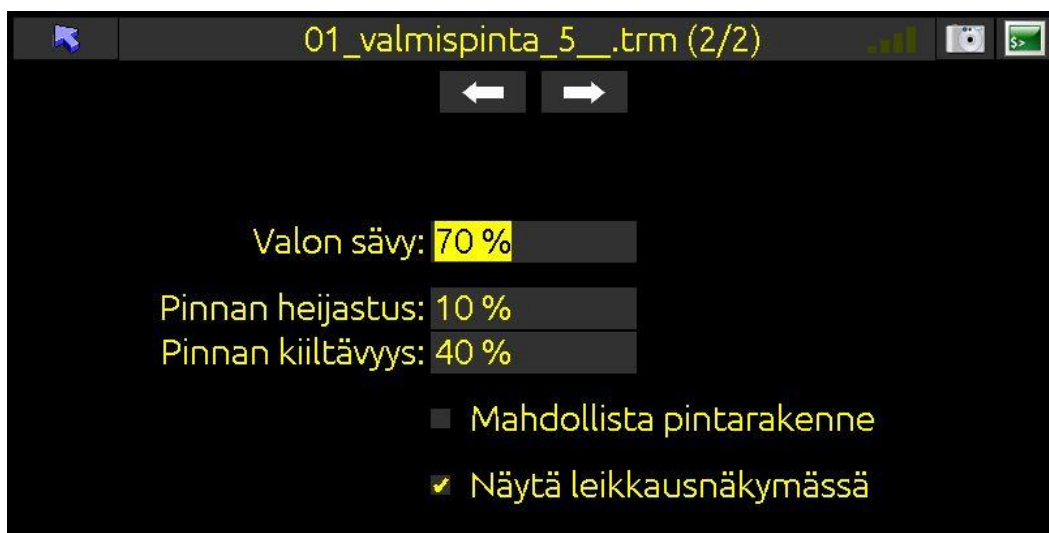 01_valmispinta_5__.trm (2/2)
$>
Valon sävy: 70 %
Pinnan heijastus: 10 %
Pinnan kiiltävyys: 40 %
Mahdollista pintarakenne
Näytä leikkausnäkymässä